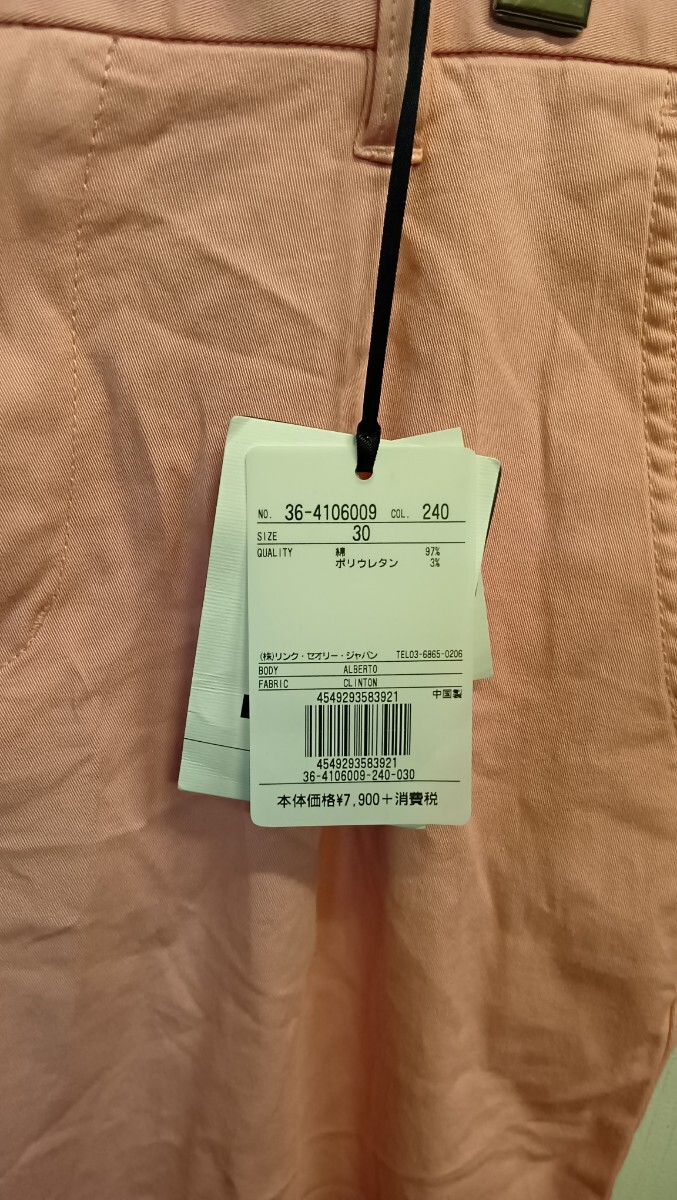 NO. 36-4106009 COL. 240
SIZE 30
QUALITY 綿 97%
ポリウレタン 3%
(株)リンク・セオリー・ジャパン TEL03-6865-0206
BODY ALBERTO
FABRIC CLINTON
4549293583921 中国製
4549293583921
36-4106009-240-030
本体価格¥7,900+消費税